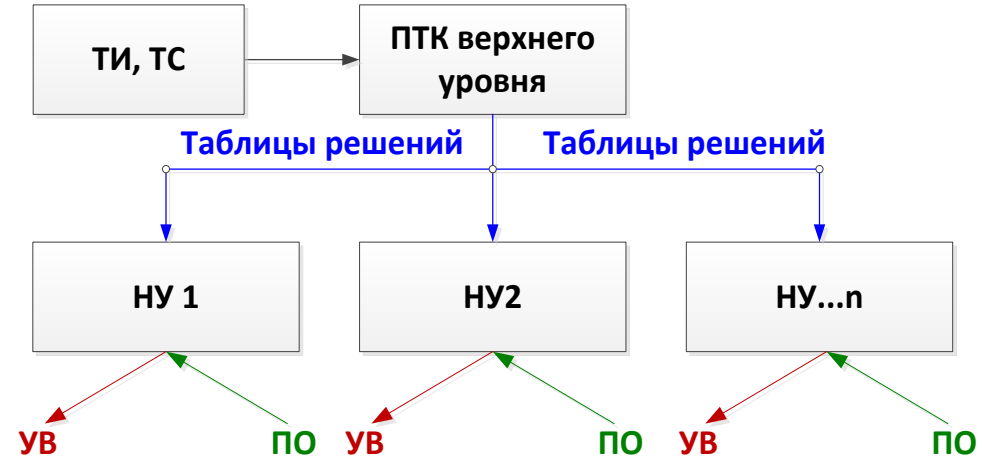 ТИ, ТС
ПТК верхнего
уровня
Таблицы решений
Таблицы решений
НУ 1
НУ2
НУ...n
УВ
ПО
УВ
ПО
УВ
ПО